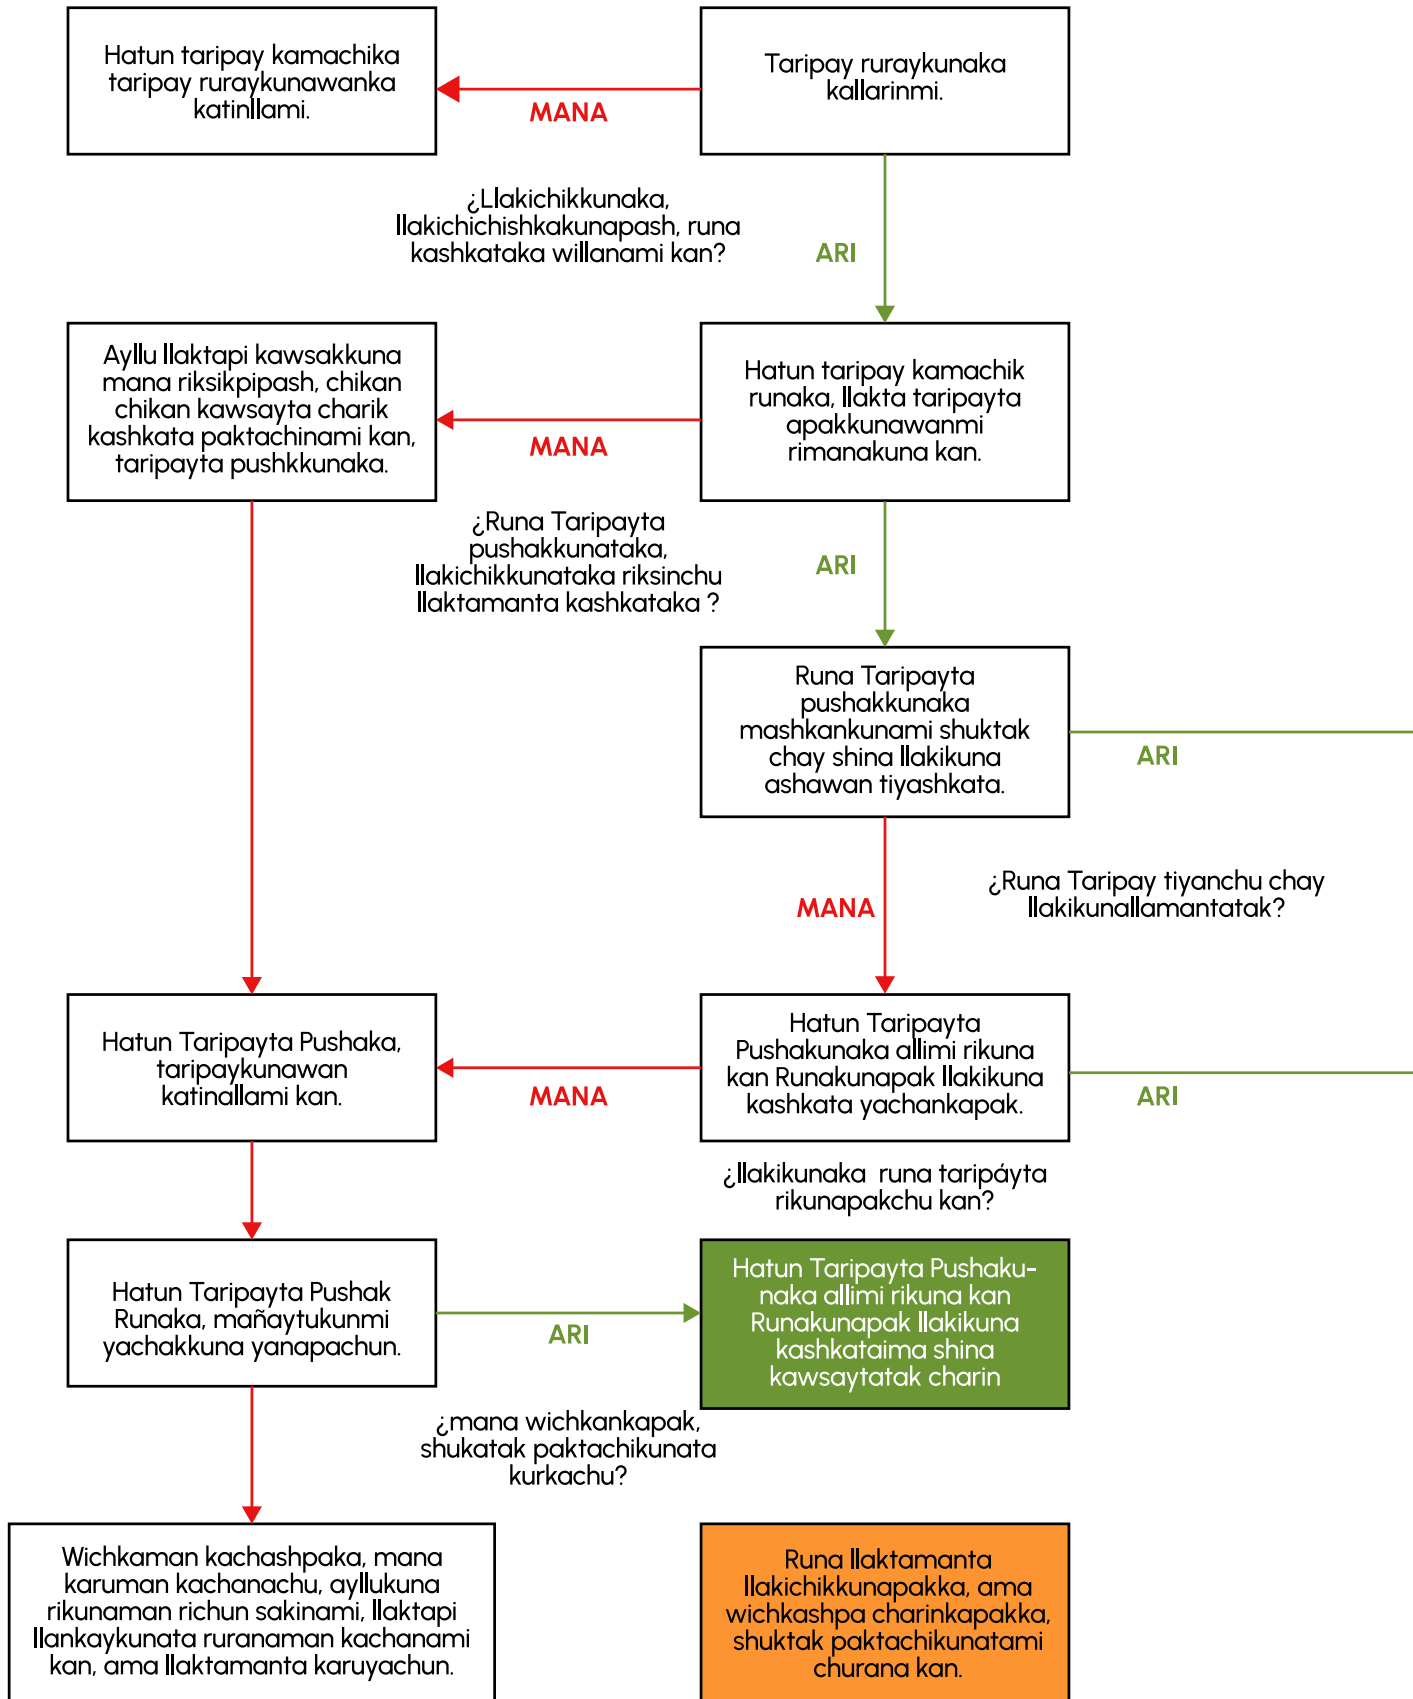 Hatun taripay kamachika
taripay ruraykunawanka
katinllami.
MANA
Taripay ruraykunaka
kallarinmi.
¿Llakichikkunaka,
llakichichishkakunapash, runa
kashkataka willanami kan?
ARI
Ayllu llaktapi kawsakkuna
mana riksikpipash, chikan
chikan kawsayta charik
kashkata paktachinami kan,
taripayta pushkkunaka.
MANA
Hatun taripay kamachik
runaka, llakta taripayta
apakkunawanmi
rimanakuna kan.
¿Runa Taripayta
pushakkunataka,
llakichikkunataka riksinchu
llaktamanta kashkataka ?
ARI
Runa Taripayta
pushakkunaka
mashkankunami shuktak
chay shina llakikuna
ashawan tiyashkata.
ARI
MANA
¿Runa Taripay tiyanchu chay
llakikunallamantatak?
Hatun Taripayta Pushaka,
taripaykunawan
katinallami kan.
MANA
Hatun Taripayta
Pushakunaka allimi rikuna
kan Runakunapak llakikuna
kashkata yachankapak.
ARI
¿llakikunaka runa taripáyta
rikunapakchu kan?
Hatun Taripayta Pushak
Runaka, mañaytukunmi
yachakkuna yanapachun.
ARI
Hatun Taripayta Pushaku-
naka allimi rikuna kan
Runakunapak llakikuna
kashkataima shina
kawsaytatak charin
¿mana wichkankapak,
shukatak paktachikunata
kurkachu?
Wichkaman kachashpaka, mana
karuman kachanachu, ayllukuna
rikunaman richun sakinami, llaktapi
llankaykunata ruranaman kachanami
kan, ama llaktamanta karuyachun.
Runa llaktamanta
llakichikkunapakka, ama
wichkashpa charinkapakka,
shuktak paktachikunatami
churana kan.